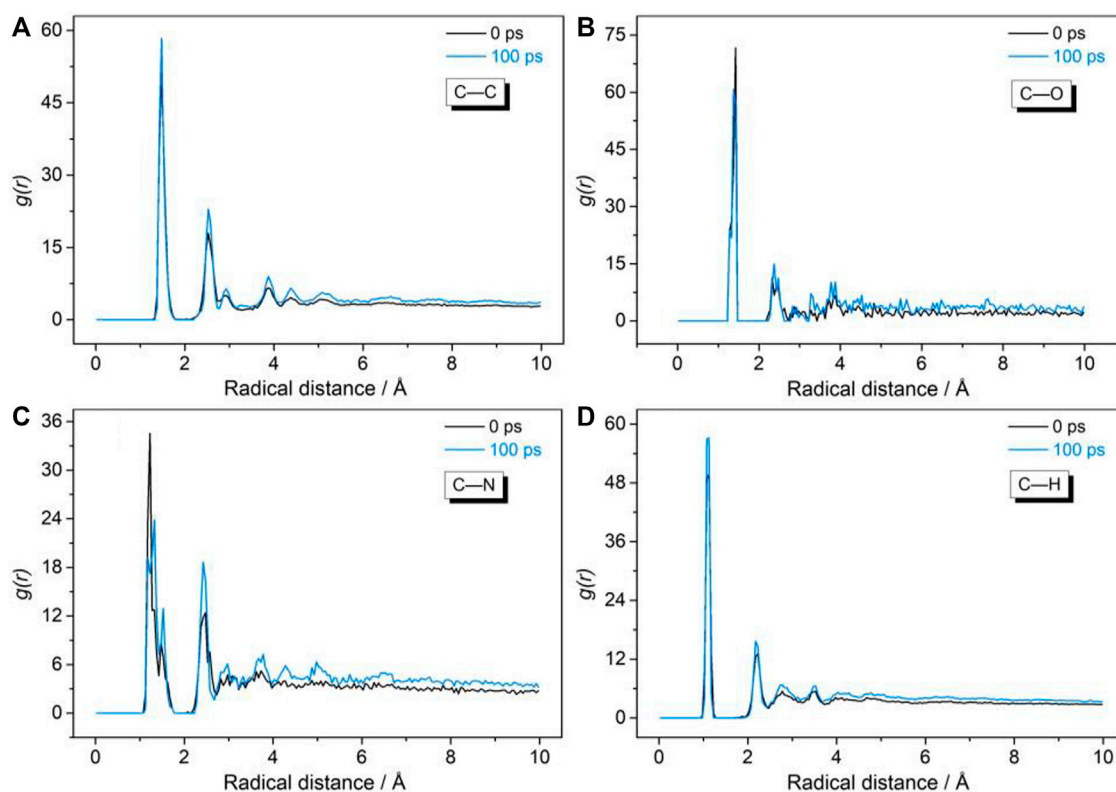 A
60
45
30
15
0
g(r)
0 ps
100 ps
C—C
0 2 4 6 8 10
Radical distance / Å
B
75
60
45
30
15
0
g(r)
0 ps
100 ps
C—O
0 2 4 6 8 10
Radical distance / Å
C
36
30
24
18
12
6
0
g(r)
0 ps
100 ps
C—N
0 2 4 6 8 10
Radical distance / Å
D
60
48
36
24
12
0
g(r)
0 ps
100 ps
C—H
0 2 4 6 8 10
Radical distance / Å